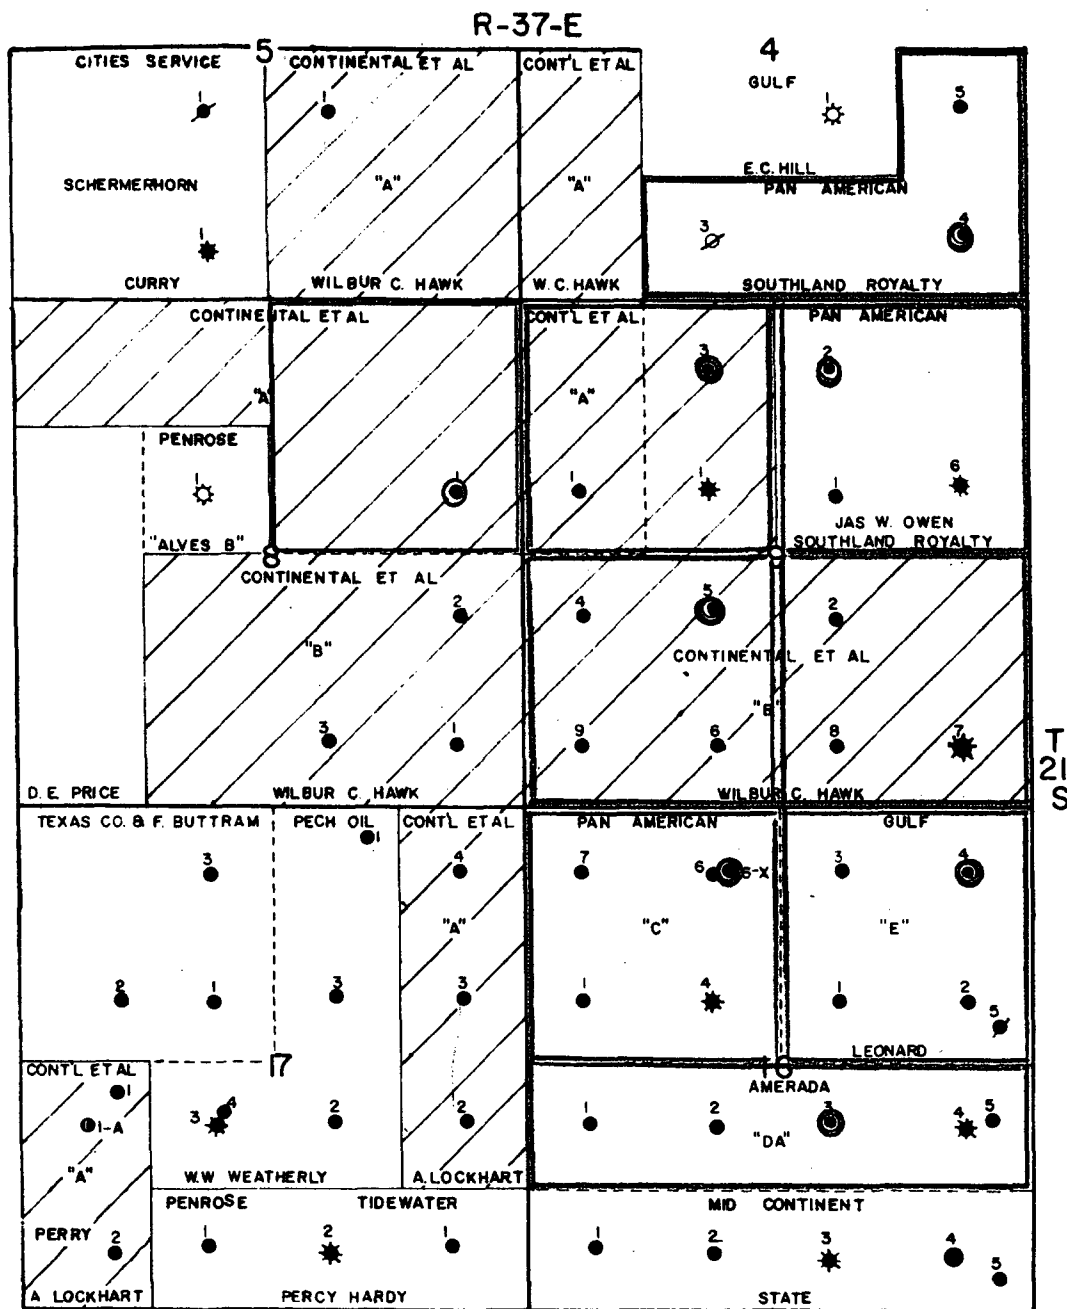 R-37-E
5
4
CITIES SERVICE
CONTINENTAL ET AL
CONT'L ET AL
GULF
1
1
1
5
SCHERMERHORN
"A"
"A"
E.C. HILL
PAN AMERICAN
1
3
4
CURRY
WILBUR C. HAWK
W. C. HAWK
SOUTHLAND ROYALTY
CONTINENTAL ET AL
CONT'L ET AL
PAN AMERICAN
3
2
"A"
"A"
PENROSE
1
1
1
1
1
6
JAS W. OWEN
"ALVES B"
SOUTHLAND ROYALTY
8
9
CONTINENTAL ET AL
2
4
5
2
"B"
CONTINENTAL ET AL
"B"
3
1
9
6
8
7
T
21
S
D. E. PRICE
WILBUR C. HAWK
WILBUR C. HAWK
TEXAS CO. & F. BUTTRAM
PECH OIL
CONT'L ET AL
PAN AMERICAN
GULF
1
3
4
7
6
5-X
3
4
"A"
"C"
"E"
2
1
3
3
1
4
1
2
5
LEONARD
17
16
CONT'L ET AL
AMERADA
1
1-A
3
4
2
2
1
2
3
4
5
"A"
"DA"
W.W WEATHERLY
A. LOCKHART
PENROSE
TIDEWATER
MID CONTINENT
PERRY
2
1
2
1
1
2
3
4
5
A LOCKHART
PERCY HARDY
STATE